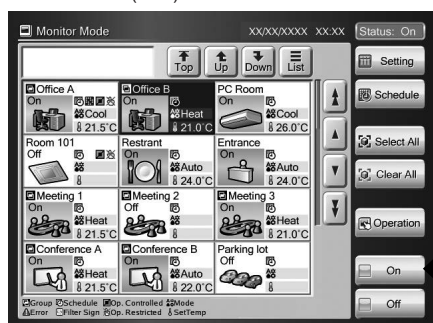 Monitor Mode XX/XX/XXXX XX:XX Status: On
Top Up Down List
Setting
Schedule
Select All
Clear All
Operation
On
Off
Office A
On
Cool
21.5°C
Office B
On
Heat
21.0°C
PC Room
On
26.0°C
Room 101
Off
Restrant
On
Auto
24.0°C
Entrance
On
Auto
24.0°C
Meeting 1
On
Heat
21.5°C
Meeting 2
Off
Meeting 3
On
Heat
21.0°C
Conference A
On
Heat
21.5°C
Conference B
On
Auto
22.0°C
Parking lot
Off
Group Schedule Op. Controlled Mode
Error Filter Sign Op. Restricted SetTemp